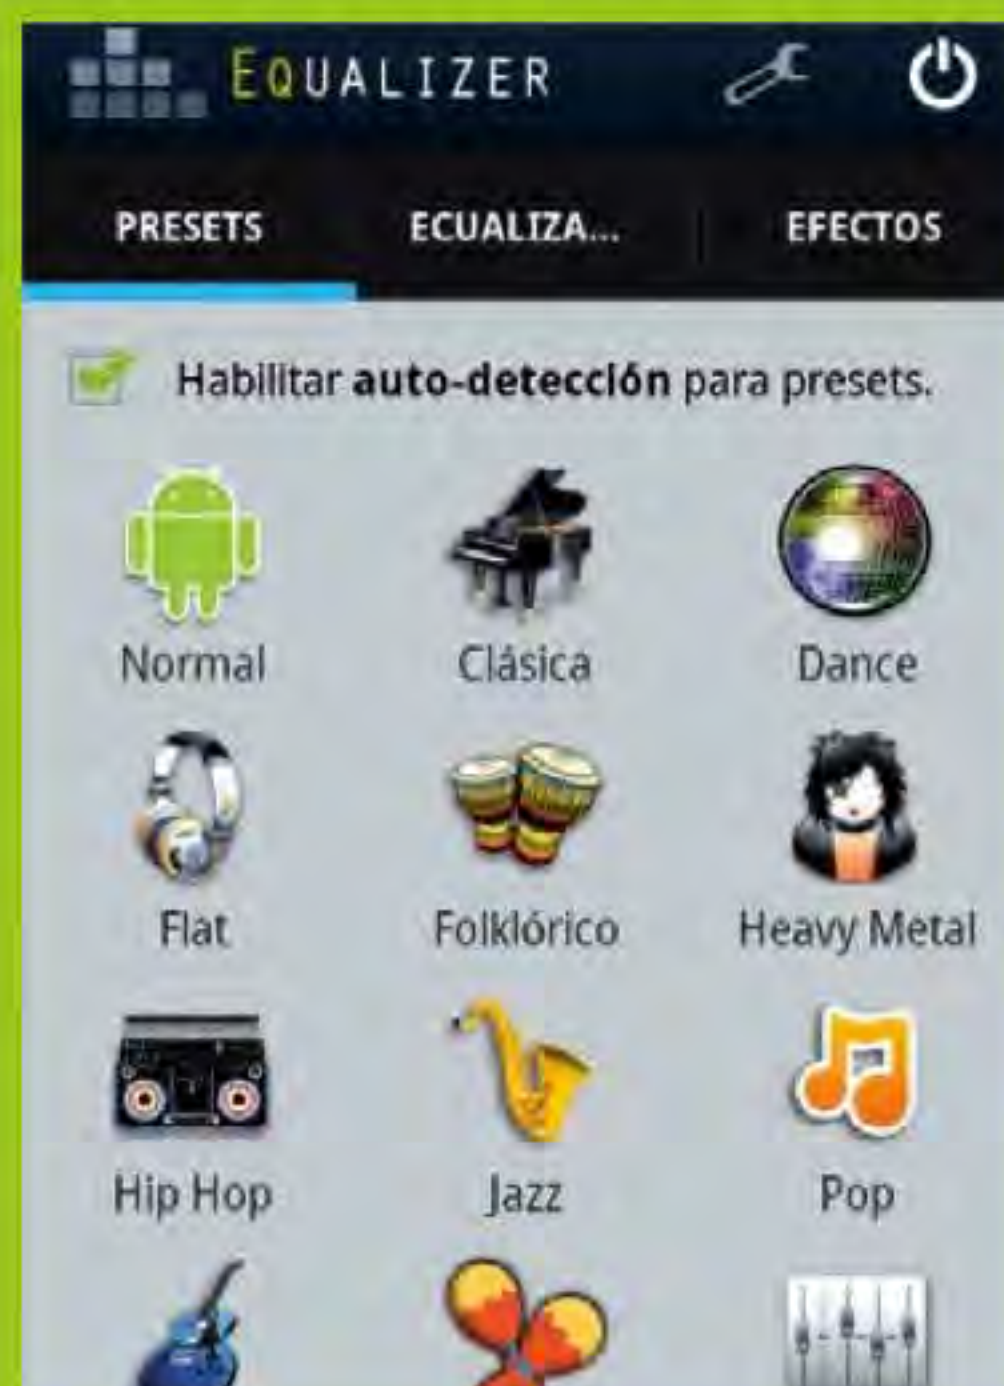 EQUALIZER
PRESETS ECUALIZA... EFECTOS
Habilitar auto-detección para presets.
Normal Clásica Dance
Flat Folklórico Heavy Metal
Hip Hop Jazz Pop